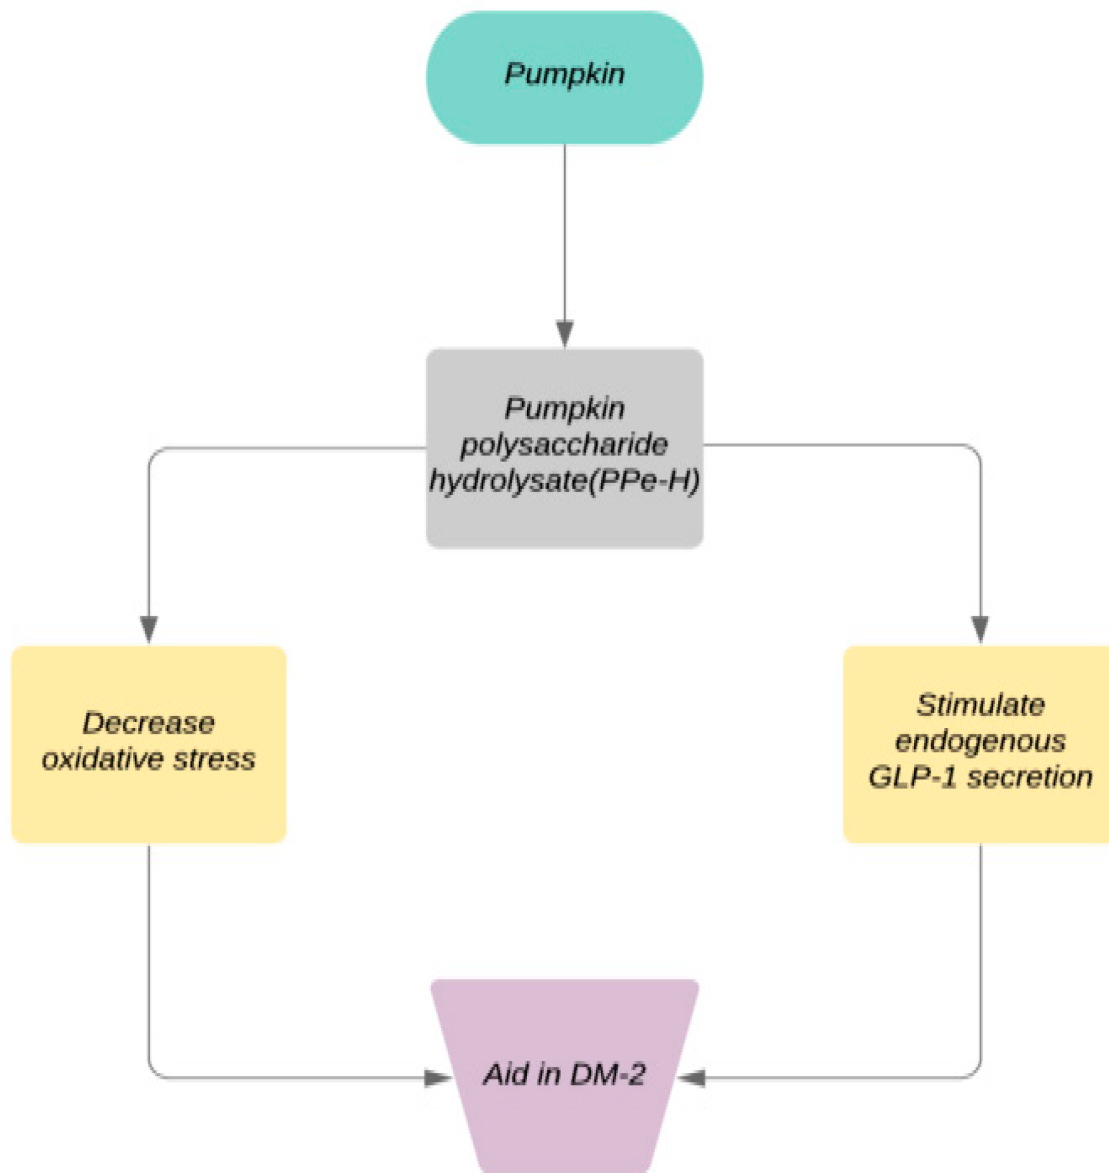 Pumpkin
Pumpkin
polysaccharide
hydrolysate(PPe-H)
Decrease
oxidative stress
Stimulate
endogenous
GLP-1 secretion
Aid in DM-2